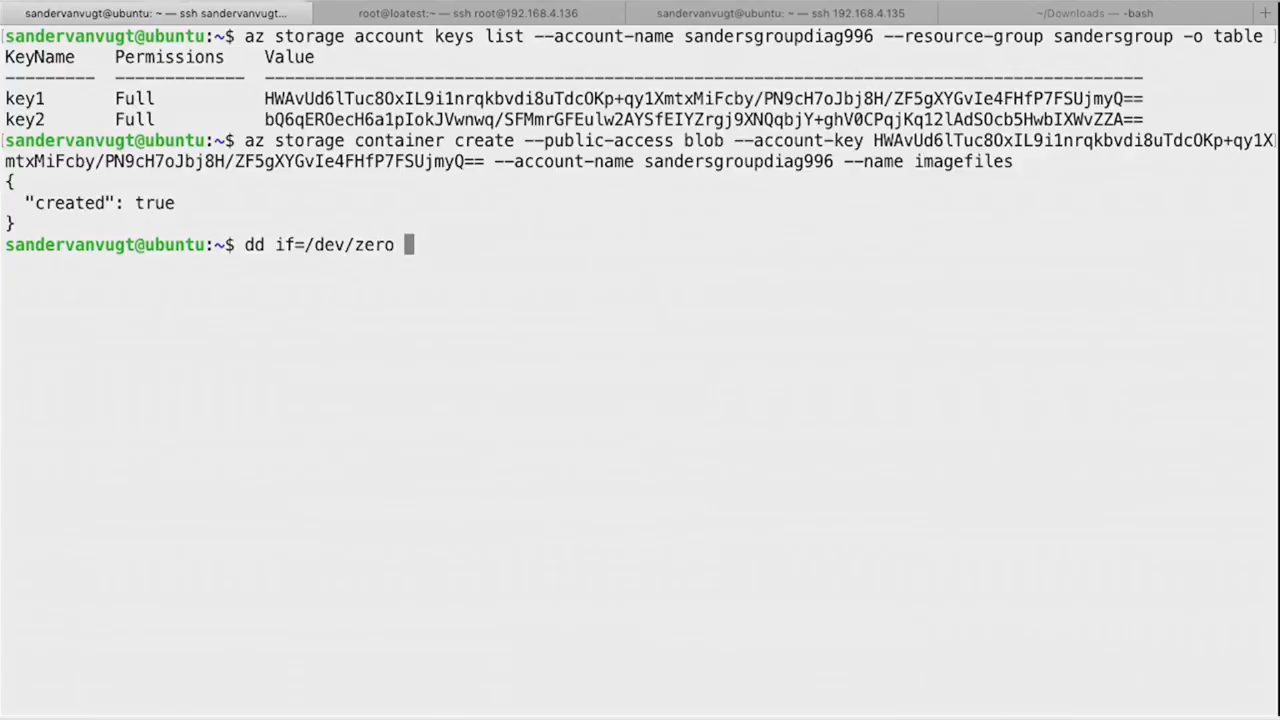 sandervanvugt@ubuntu: ~ — ssh sandervanvugt... root@loatest:~ — ssh root@192.168.4.136 sandervanvugt@ubuntu: ~ — ssh 192.168.4.135 ~/Downloads — -bash +
sandervanvugt@ubuntu:~$ az storage account keys list --account-name sandersgroupdiag996 --resource-group sandersgroup -o table
KeyName Permissions Value
--------- ------------- ----------------------------------------------------------------------------------------
key1 Full HWAvUd6lTuc8OxIL9i1nrqkbvdi8uTdcOKp+qy1XmtxMiFcby/PN9cH7oJbj8H/ZF5gXYGvIe4FHfP7FSUjmyQ==
key2 Full bQ6qEROecH6a1pIokJVwnwq/SFMmrGFEulw2AYSfEIYZrgj9XNQqbjY+ghV0CPqjKq12lAdSOcb5HwbIXWvZZA==
sandervanvugt@ubuntu:~$ az storage container create --public-access blob --account-key HWAvUd6lTuc8OxIL9i1nrqkbvdi8uTdcOKp+qy1X
mtxMiFcby/PN9cH7oJbj8H/ZF5gXYGvIe4FHfP7FSUjmyQ== --account-name sandersgroupdiag996 --name imagefiles
{
"created": true
}
sandervanvugt@ubuntu:~$ dd if=/dev/zero